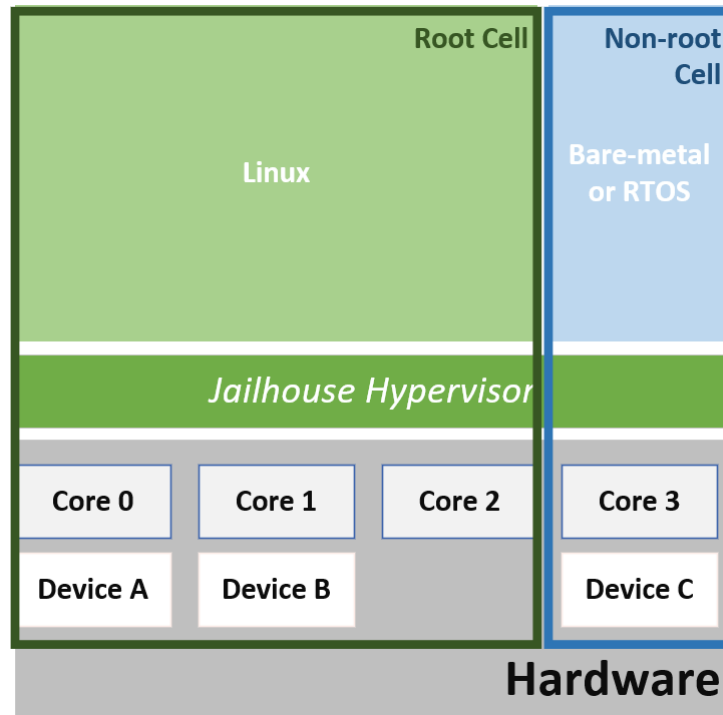 Root Cell
Non-root
Cell
Linux
Bare-metal
or RTOS
Jailhouse Hypervisor
Core 0
Core 1
Core 2
Core 3
Device A
Device B
Device C
Hardware